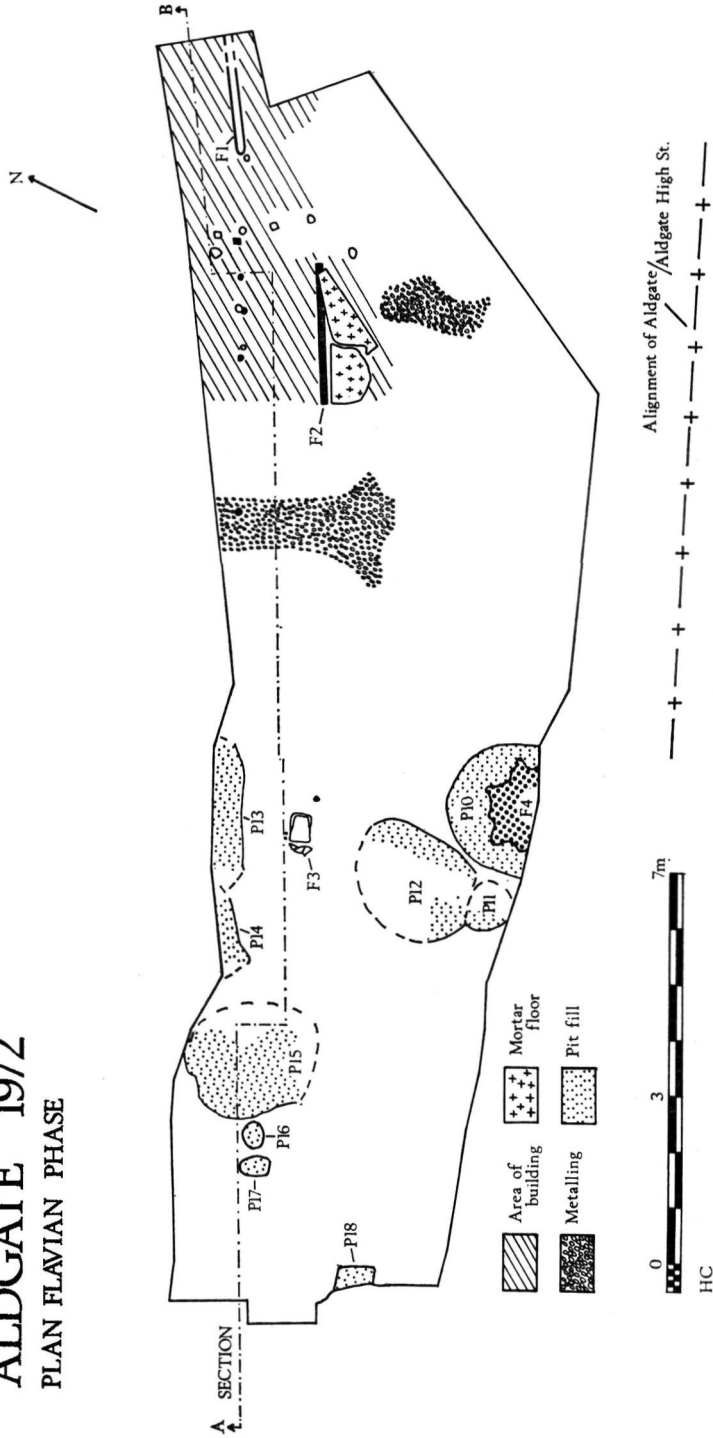 ALDGATE 1972
PLAN FLAVIAN PHASE
N
A
SECTION
B
P17
P16
P15
P14
P13
P18
F3
P12
P11
P10
F4
F2
F1
Area of
building
Mortar
floor
Metalling
Pit fill
0
3
7m
HC
Alignment of Aldgate/Aldgate High St.